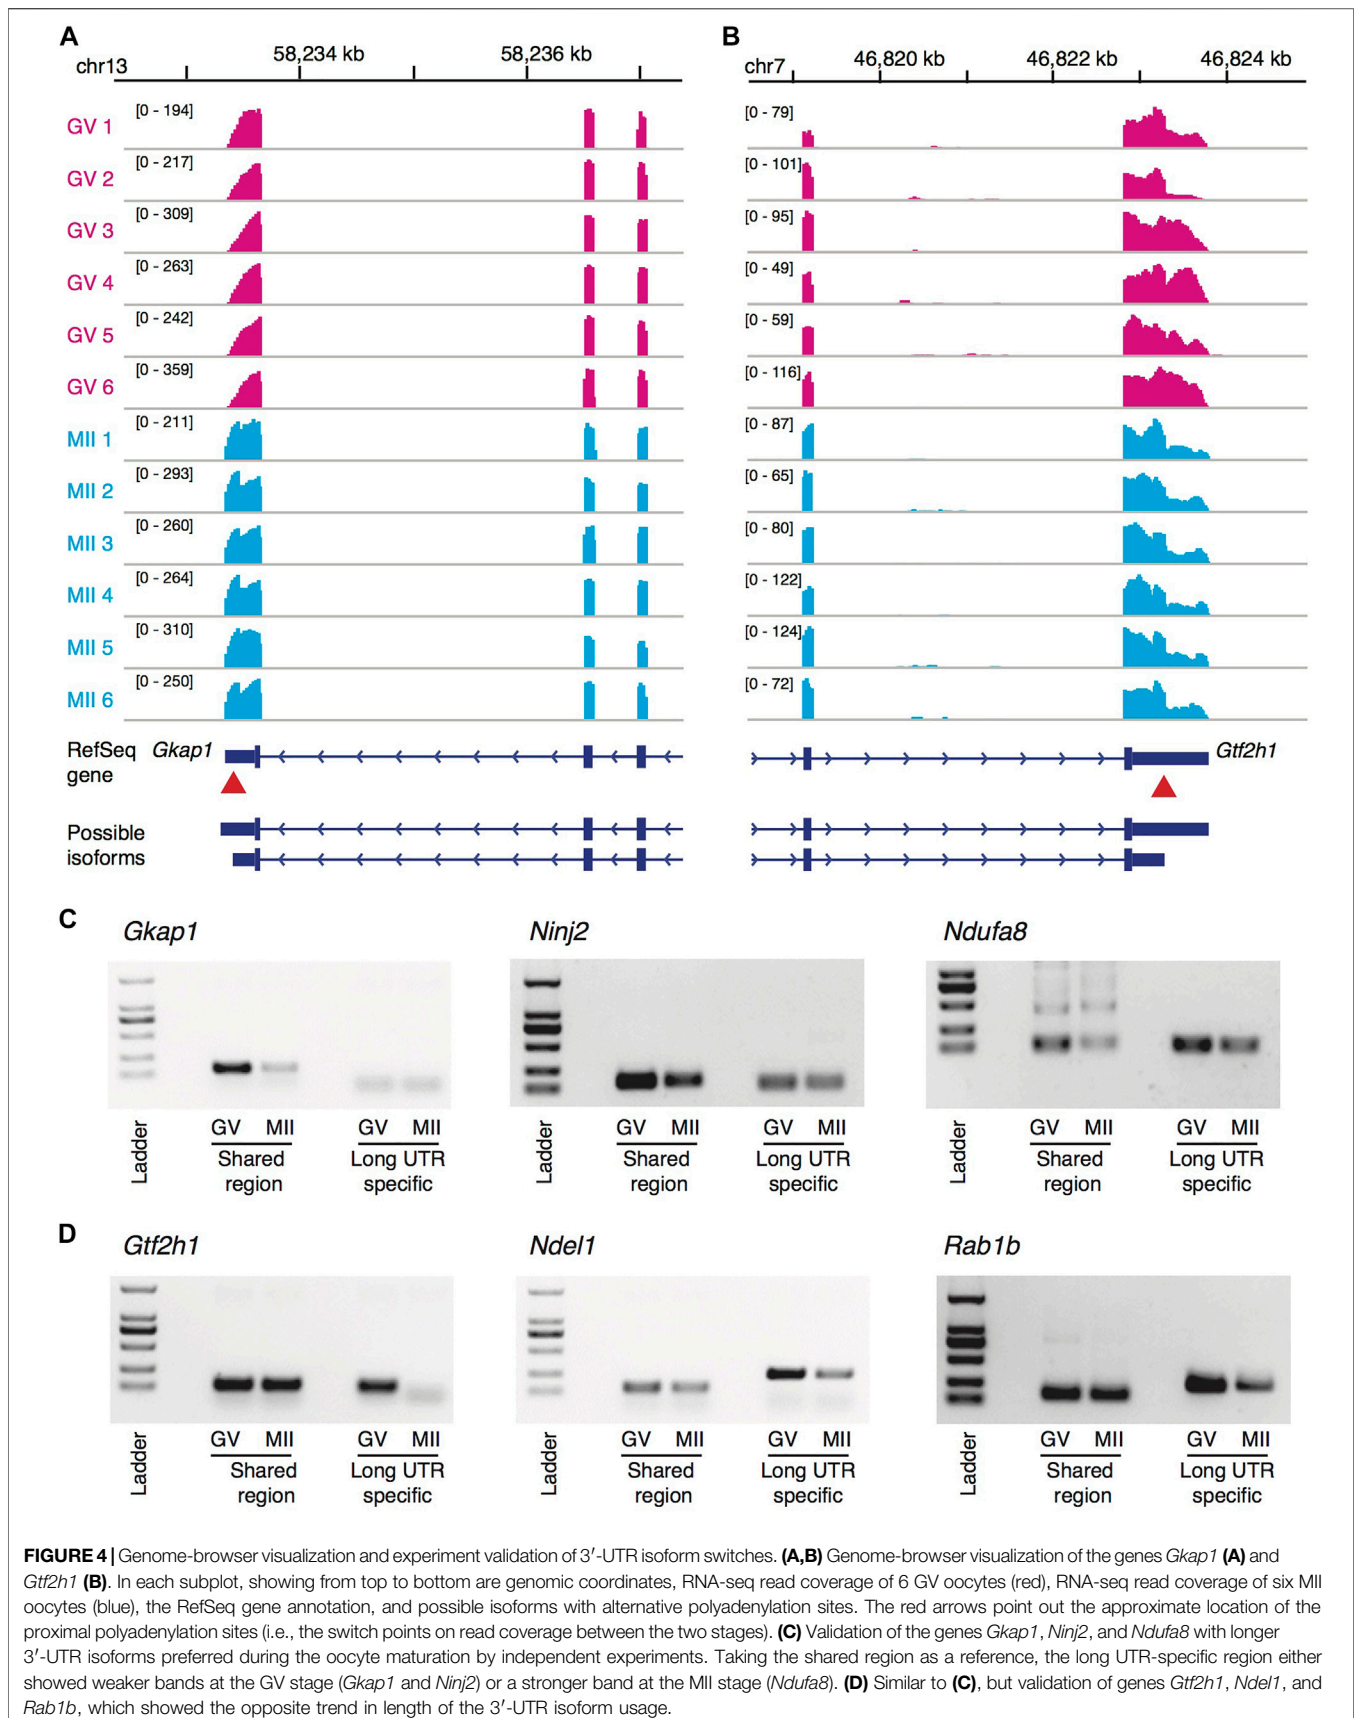 A
B
chr13
58,234 kb
58,236 kb
chr7
46,820 kb
46,822 kb
46,824 kb
GV 1
[0 - 194]
[0 - 79]
GV 2
[0 - 217]
[0 - 101]
GV 3
[0 - 309]
[0 - 95]
GV 4
[0 - 263]
[0 - 49]
GV 5
[0 - 242]
[0 - 59]
GV 6
[0 - 359]
[0 - 116]
MII 1
[0 - 211]
[0 - 87]
MII 2
[0 - 293]
[0 - 65]
MII 3
[0 - 260]
[0 - 80]
MII 4
[0 - 264]
[0 - 122]
MII 5
[0 - 310]
[0 - 124]
MII 6
[0 - 250]
[0 - 72]
RefSeq
gene
Gkap1
Gtf2h1
Possible
isoforms
C
Gkap1
Ninj2
Ndufa8
Ladder
GV MII
Shared
region
GV MII
Long UTR
specific
Ladder
GV MII
Shared
region
GV MII
Long UTR
specific
Ladder
GV MII
Shared
region
GV MII
Long UTR
specific
D
Gtf2h1
Ndel1
Rab1b
Ladder
GV MII
Shared
region
GV MII
Long UTR
specific
Ladder
GV MII
Shared
region
GV MII
Long UTR
specific
Ladder
GV MII
Shared
region
GV MII
Long UTR
specific
FIGURE 4 | Genome-browser visualization and experiment validation of 3′-UTR isoform switches. (A,B) Genome-browser visualization of the genes Gkap1 (A) and
Gtf2h1 (B). In each subplot, showing from top to bottom are genomic coordinates, RNA-seq read coverage of 6 GV oocytes (red), RNA-seq read coverage of six MII
oocytes (blue), the RefSeq gene annotation, and possible isoforms with alternative polyadenylation sites. The red arrows point out the approximate location of the
proximal polyadenylation sites (i.e., the switch points on read coverage between the two stages). (C) Validation of the genes Gkap1, Ninj2, and Ndufa8 with longer
3′-UTR isoforms preferred during the oocyte maturation by independent experiments. Taking the shared region as a reference, the long UTR-specific region either
showed weaker bands at the GV stage (Gkap1 and Ninj2) or a stronger band at the MII stage (Ndufa8). (D) Similar to (C), but validation of genes Gtf2h1, Ndel1, and
Rab1b, which showed the opposite trend in length of the 3′-UTR isoform usage.